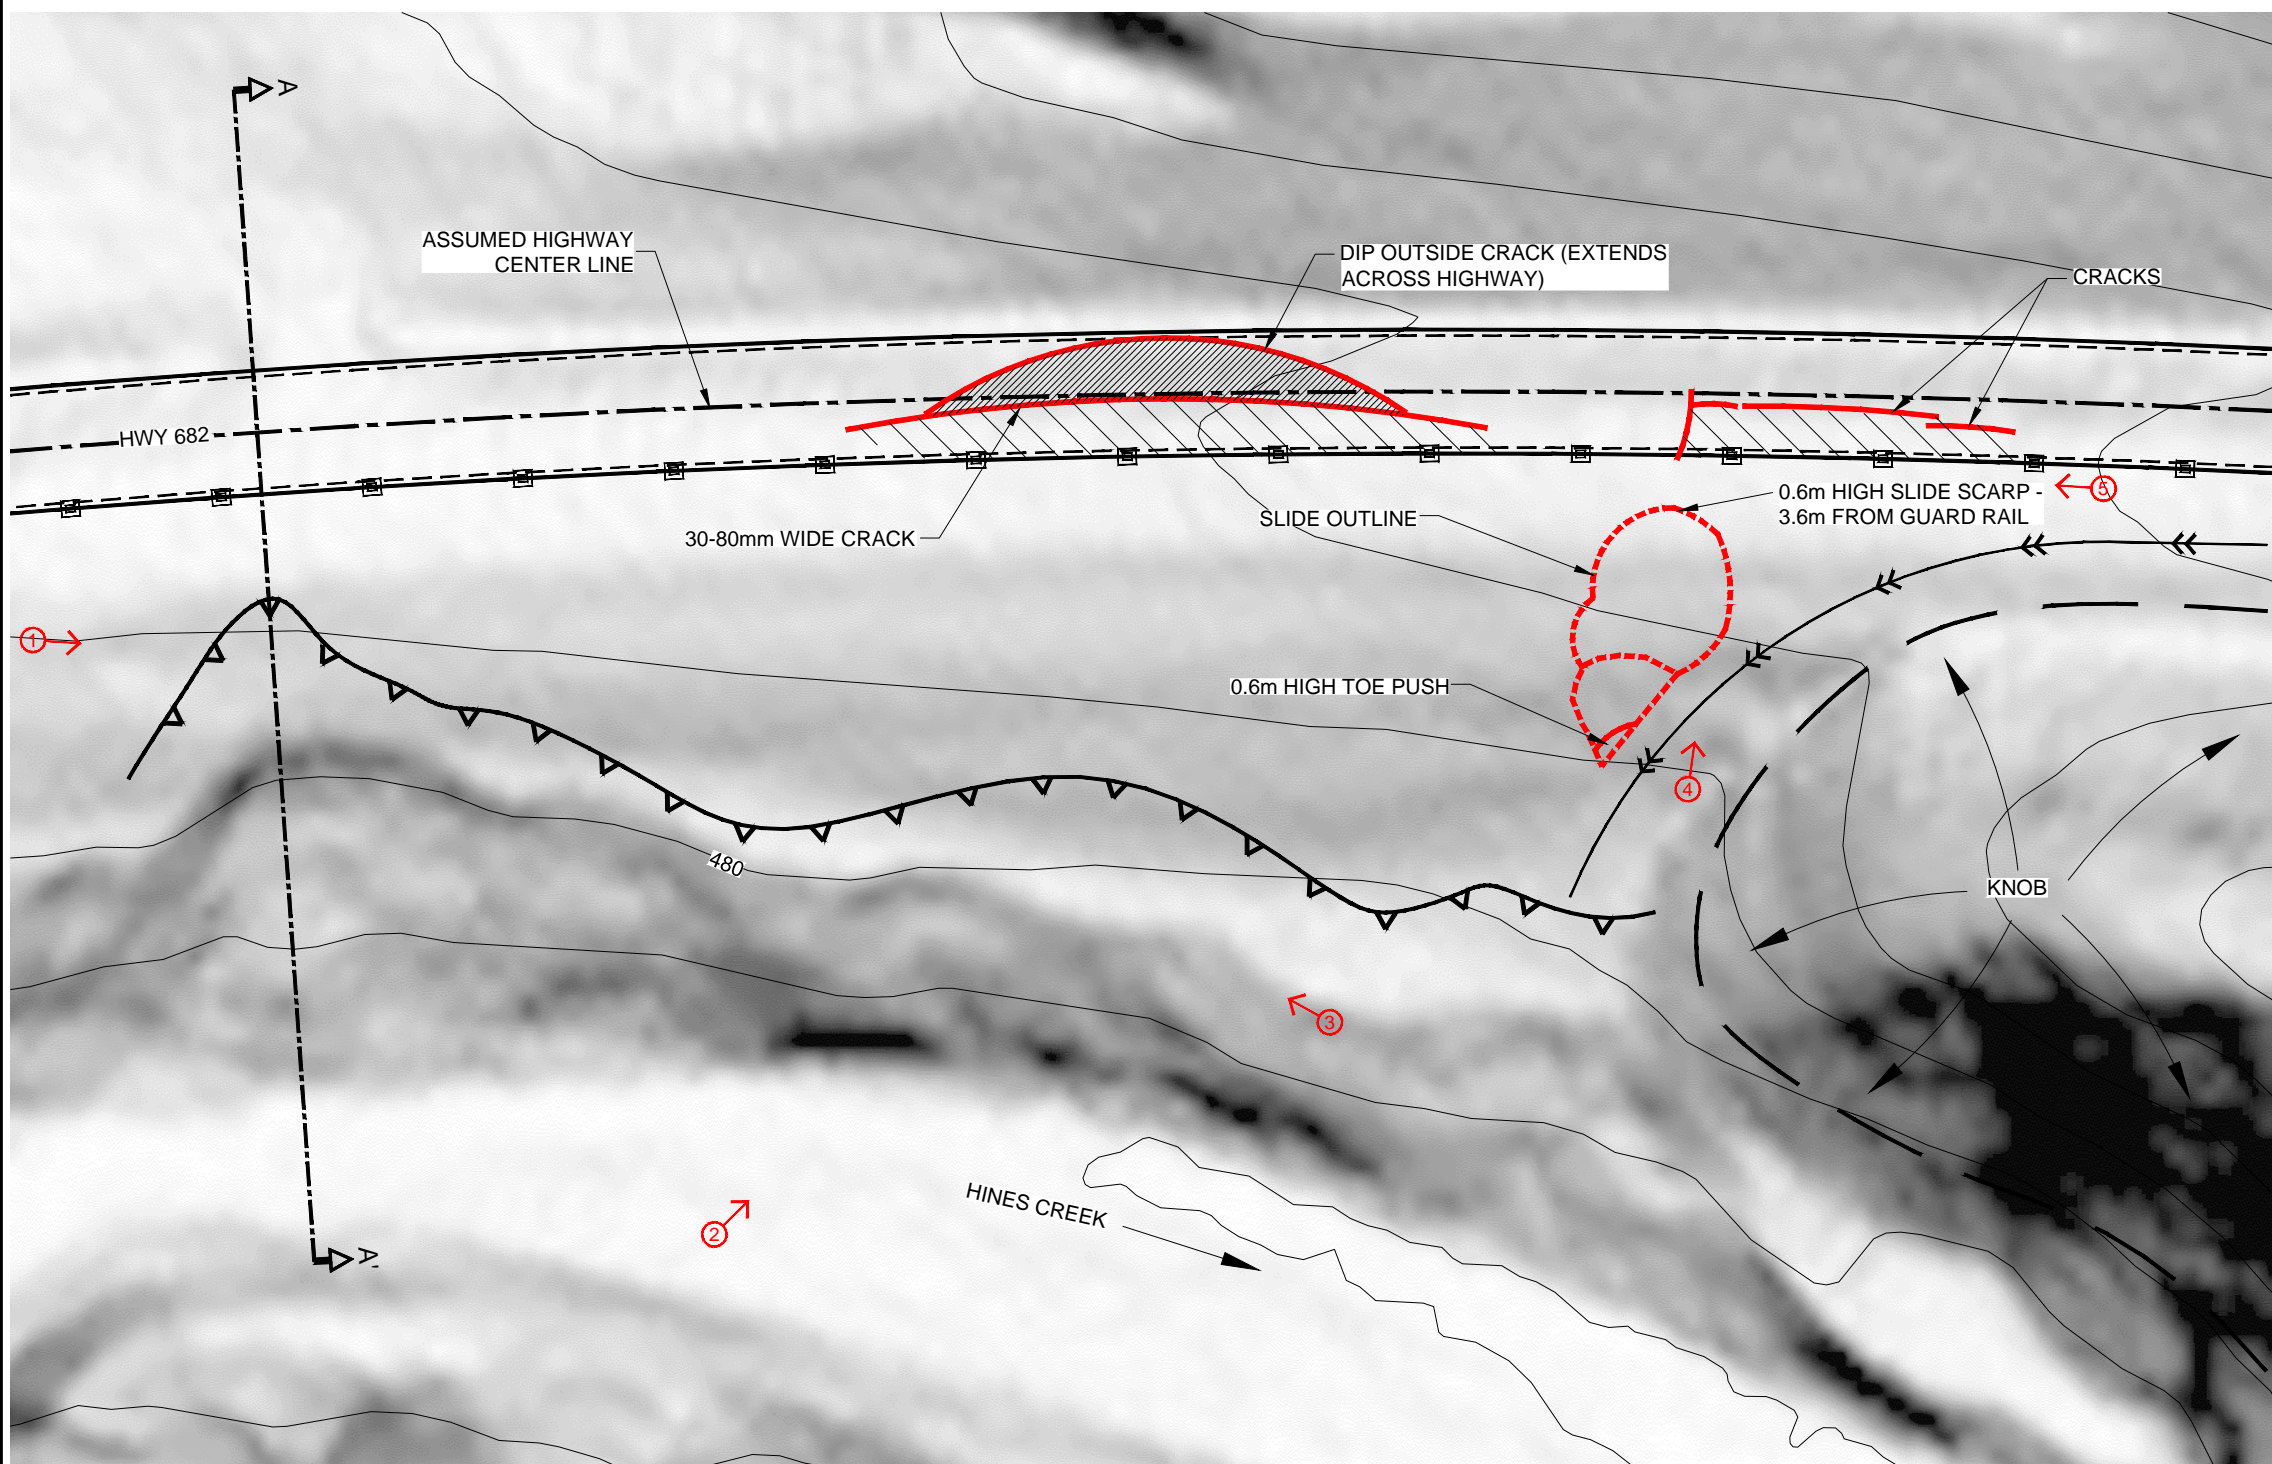 A
ASSUMED HIGHWAY
CENTER LINE
DIP OUTSIDE CRACK (EXTENDS
ACROSS HIGHWAY)
CRACKS
HWY 682
30-80mm WIDE CRACK
SLIDE OUTLINE
0.6m HIGH SLIDE SCARP -
3.6m FROM GUARD RAIL
5
1
0.6m HIGH TOE PUSH
4
480
KNOB
3
HINES CREEK
2
A'